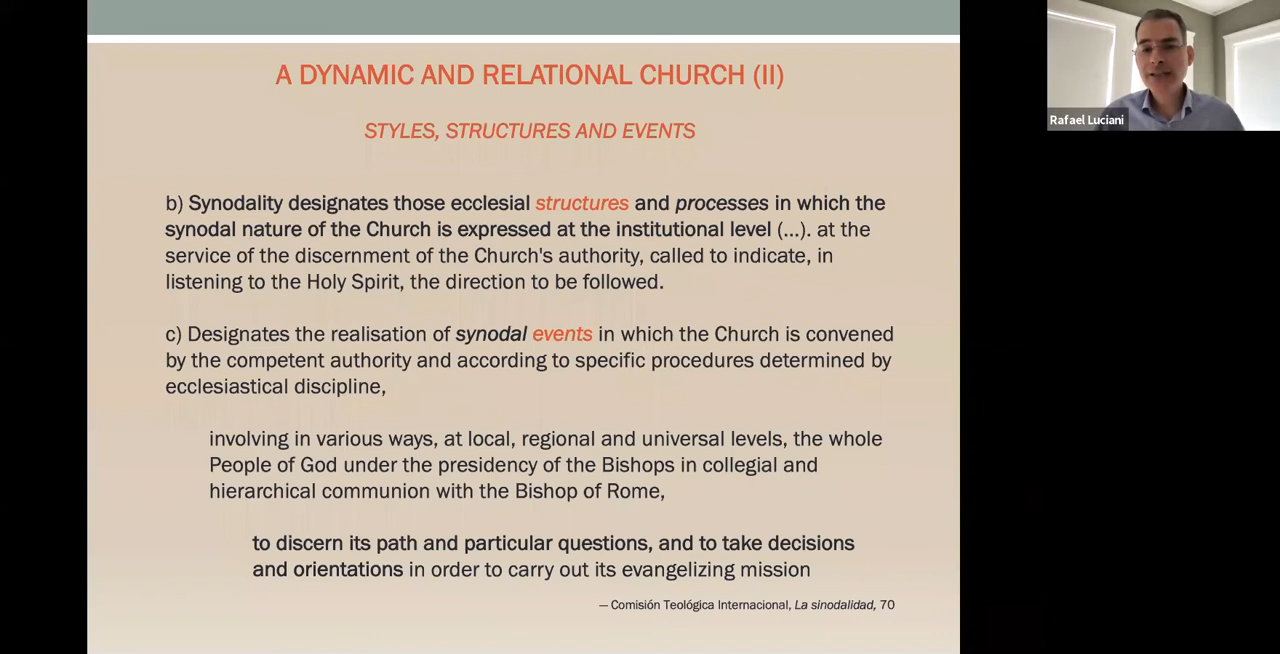 A DYNAMIC AND RELATIONAL CHURCH (II)
STYLES, STRUCTURES AND EVENTS
b) Synodality designates those ecclesial structures and processes in which the
synodal nature of the Church is expressed at the institutional level (...). at the
service of the discernment of the Church's authority, called to indicate, in
listening to the Holy Spirit, the direction to be followed.
c) Designates the realisation of synodal events in which the Church is convened
by the competent authority and according to specific procedures determined by
ecclesiastical discipline,
involving in various ways, at local, regional and universal levels, the whole
People of God under the presidency of the Bishops in collegial and
hierarchical communion with the Bishop of Rome,
to discern its path and particular questions, and to take decisions
and orientations in order to carry out its evangelizing mission
— Comisión Teológica Internacional, La sinodalidad, 70
Rafael Luciani